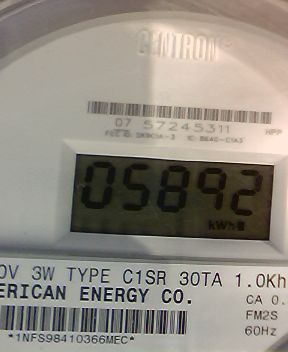 CENTRON
07 57245311
HPP
05892
kWh
0V 3W TYPE C1SR 30TA 1.0Kh
ERICAN ENERGY CO.
CA 0.
FM2S
60Hz
*1NFS98410366MEC*